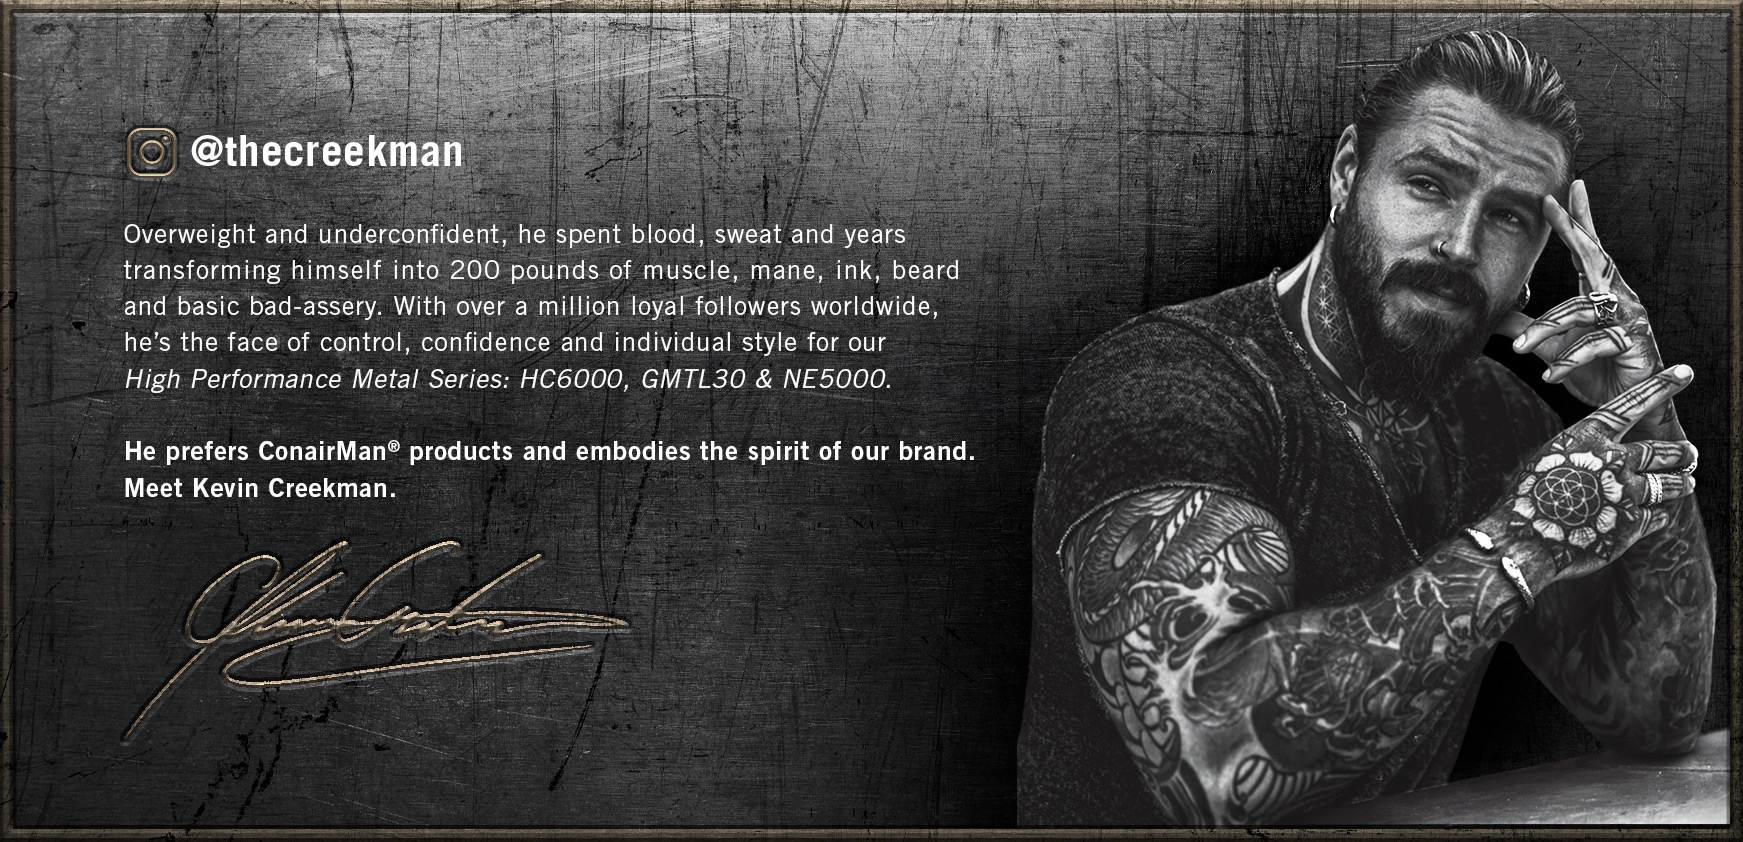 @thecreekman
Overweight and underconfident, he spent blood, sweat and years
transforming himself into 200 pounds of muscle, mane, ink, beard
and basic bad-assery. With over a million loyal followers worldwide,
he’s the face of control, confidence and individual style for our
High Performance Metal Series: HC6000, GMTL30 & NE5000.
He prefers ConairMan® products and embodies the spirit of our brand.
Meet Kevin Creekman.